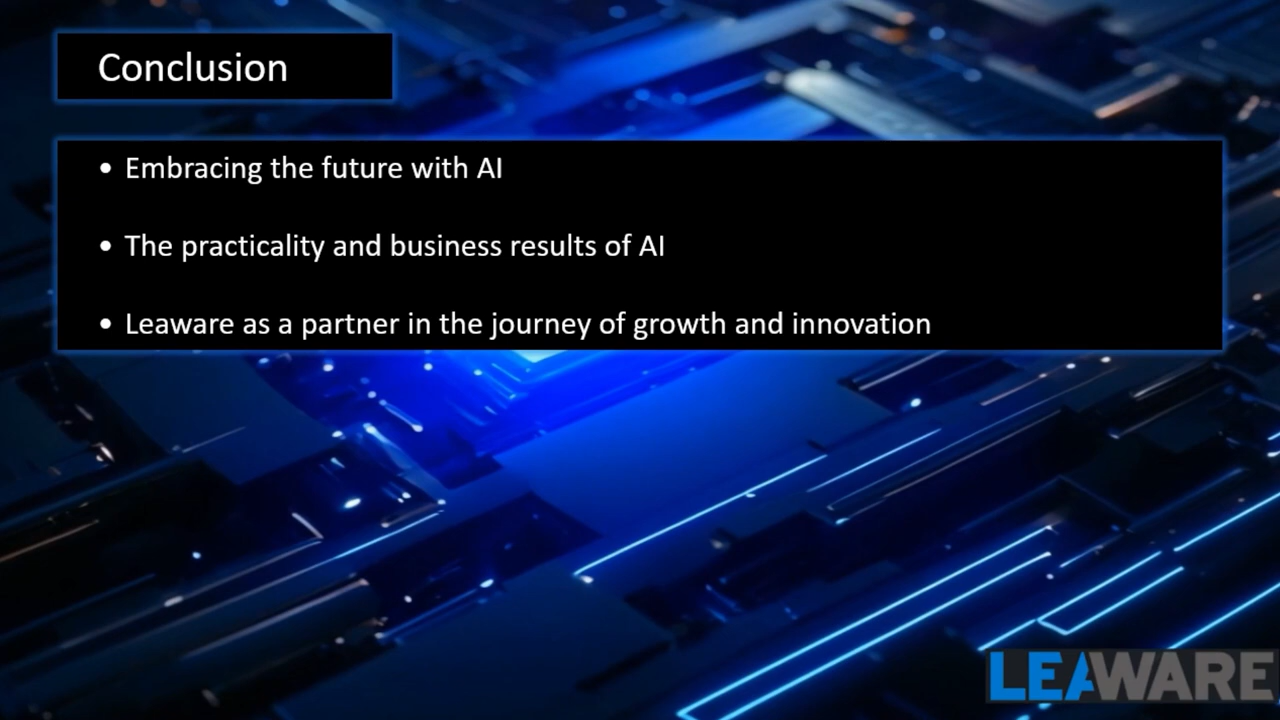 Conclusion
• Embracing the future with AI
• The practicality and business results of AI
• Leaware as a partner in the journey of growth and innovation
LEAWARE